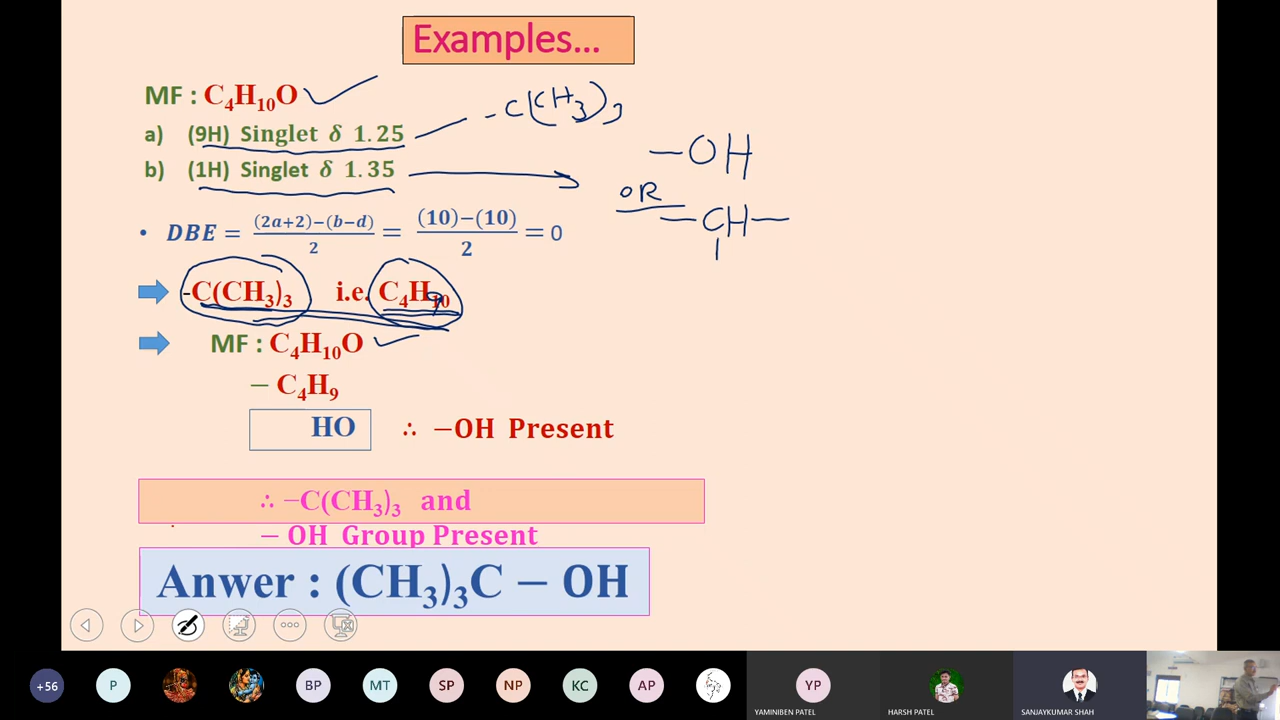 Examples...
MF : C₄H₁₀O
-C(CH₃)₃
a) (9H) Singlet δ 1.25
-OH
b) (1H) Singlet δ 1.35
OR
-CH-
• DBE = (2a+2)−(b−d)/2 = (10)−(10)/2 = 0
-C(CH₃)₃ i.e. C₄H₁₀
9
MF : C₄H₁₀O
− C₄H₉
HO ∴ −OH Present
∴ −C(CH₃)₃ and
− OH Group Present
Anwer : (CH₃)₃C − OH
+56 P BP MT SP NP KC AP YP
YAMINIBEN PATEL HARSH PATEL SANJAYKUMAR SHAH